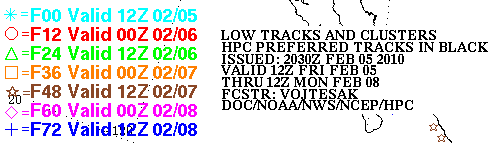 =F00 Valid 12Z 02/05
=F12 Valid 00Z 02/06
=F24 Valid 12Z 02/06
=F36 Valid 00Z 02/07
=F48 Valid 12Z 02/07
20
=F60 Valid 00Z 02/08
=F72 Valid 12Z 02/08
LOW TRACKS AND CLUSTERS
HPC PREFERRED TRACKS IN BLACK
ISSUED: 2030Z FEB 05 2010
VALID 12Z FRI FEB 05
THRU 12Z MON FEB 08
FCSTR: VOJTESAK
DOC/NOAA/NWS/NCEP/HPC